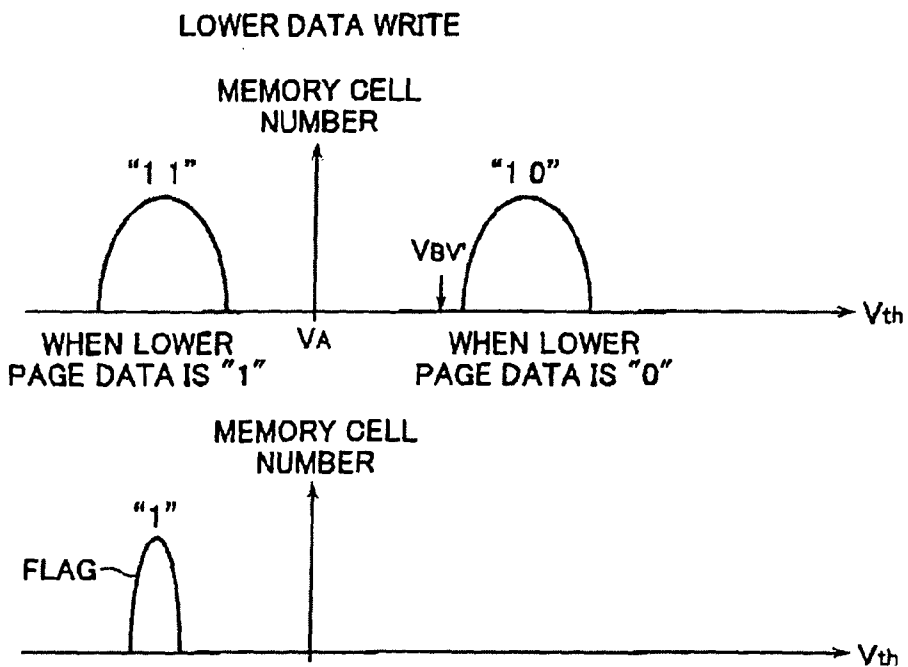 LOWER DATA WRITE
MEMORY CELL
NUMBER
“1 1”
“1 0”
VBV'
Vth
WHEN LOWER
PAGE DATA IS "1"
VA
WHEN LOWER
PAGE DATA IS "0"
MEMORY CELL
NUMBER
“1”
FLAG
Vth